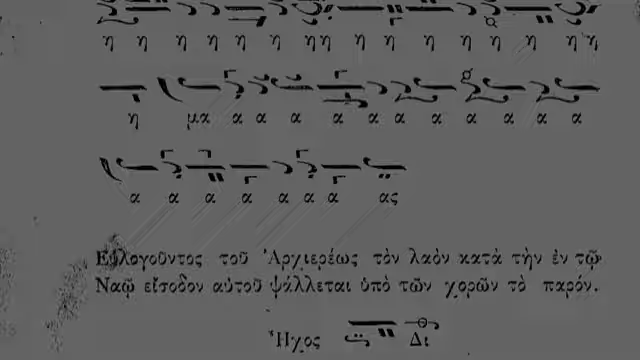 η η η η η η ηη η η η η η η η η
η μα α α α α α α α α α α
α α α α α α α ας
Εὐλογοῦντος τοῦ Ἀρχιερέως τὸν λαὸν κατὰ τὴν ἐν τῷ
Ναῷ εἴσοδον αὐτοῦ ψάλλεται ὑπὸ τῶν χορῶν τὸ παρόν.
Ἦχος Δι